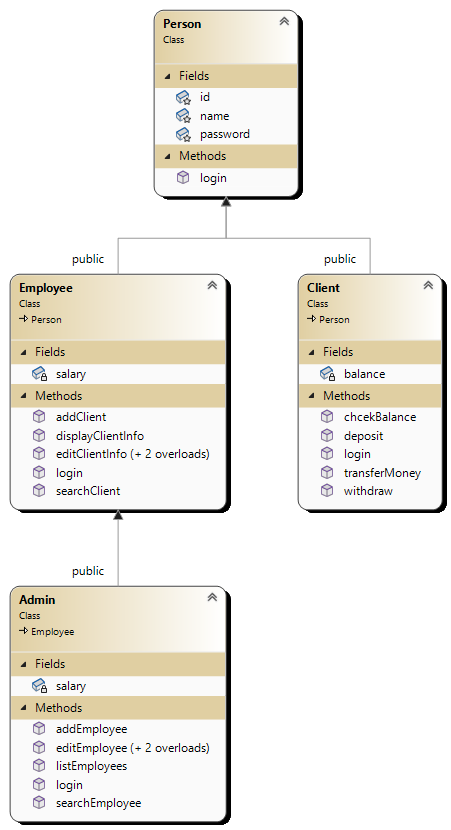 Person
Class
Fields
id
name
password
Methods
login
public
public
Employee
Class
Person
Fields
salary
Methods
addClient
displayClientInfo
editClientInfo (+ 2 overloads)
login
searchClient
Client
Class
Person
Fields
balance
Methods
chcekBalance
deposit
login
transferMoney
withdraw
public
Admin
Class
Employee
Fields
salary
Methods
addEmployee
editEmployee (+ 2 overloads)
listEmployees
login
searchEmployee